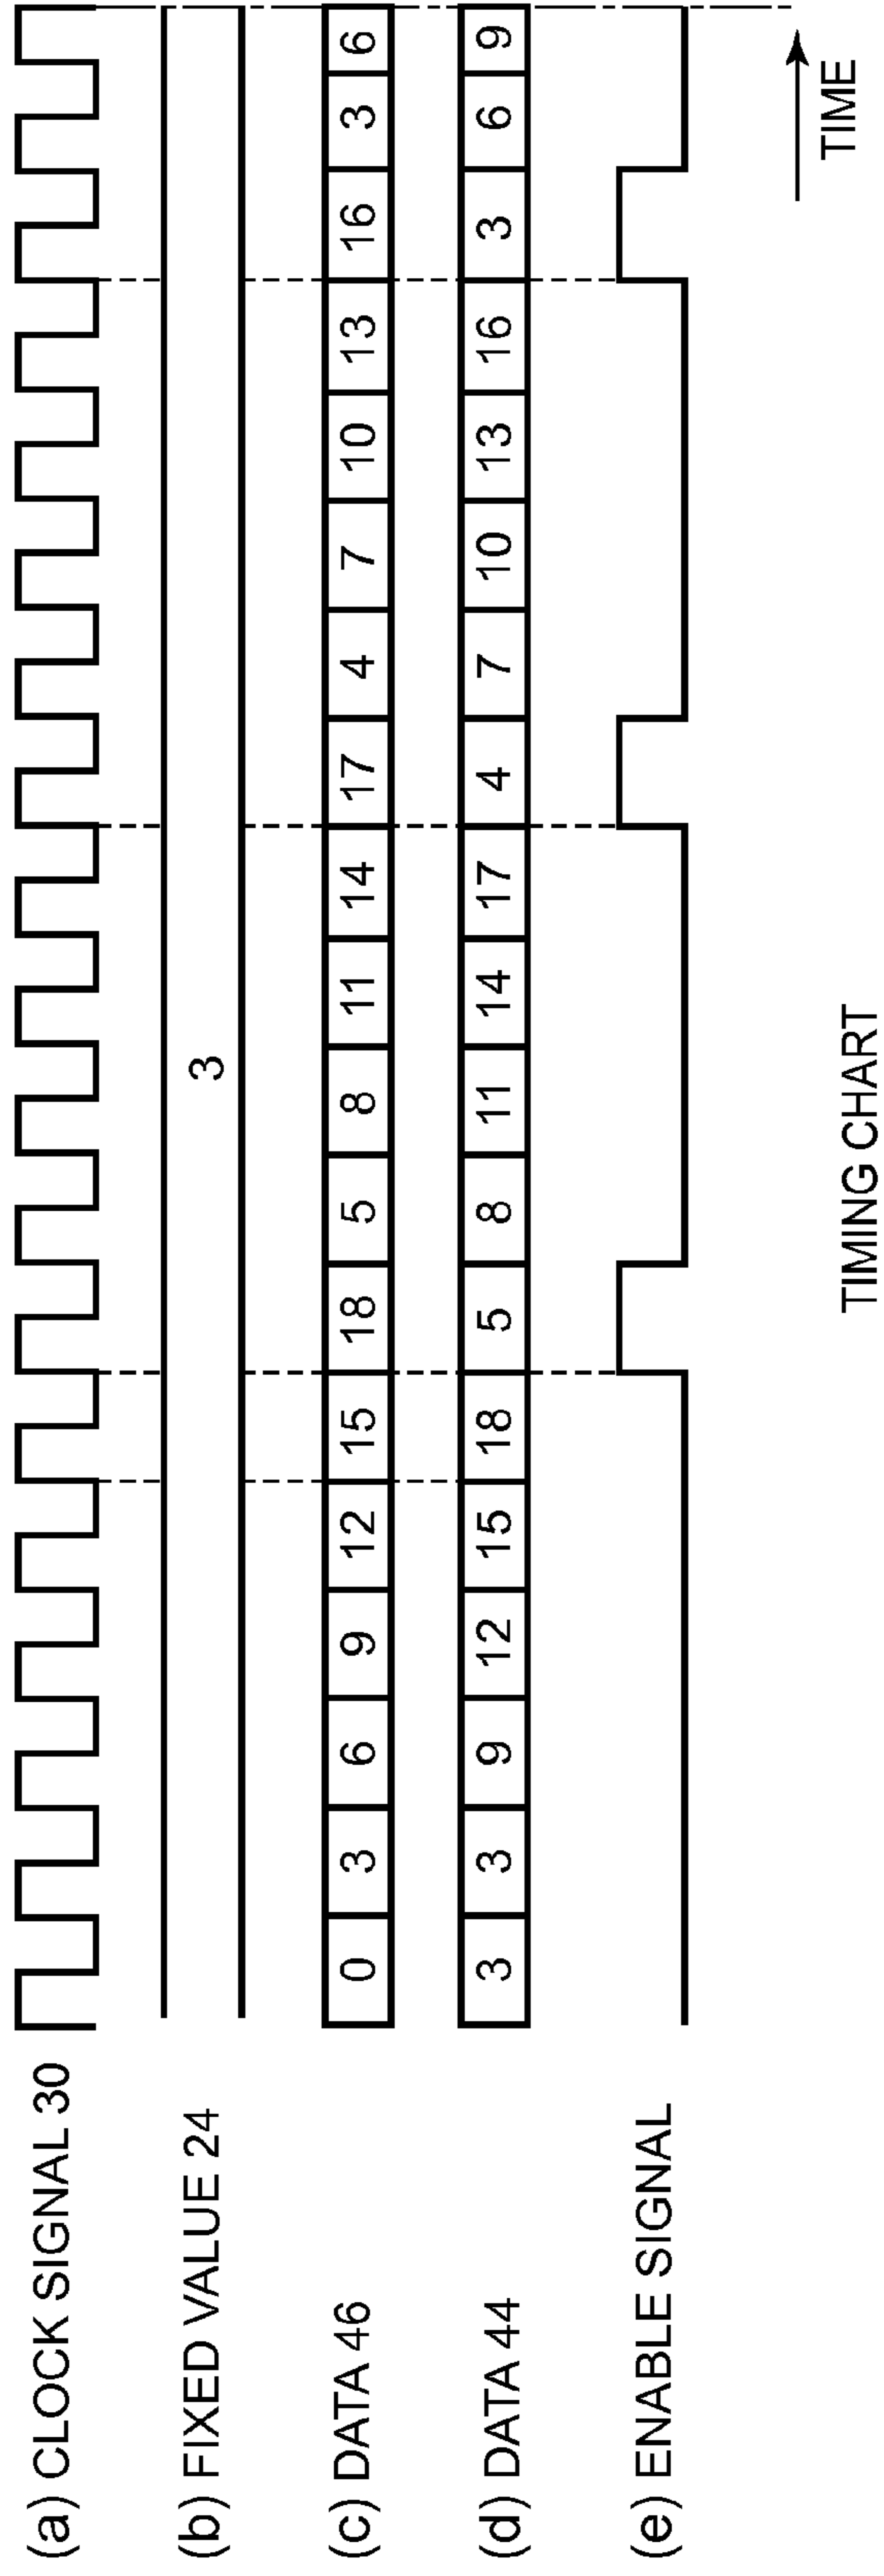 (a) CLOCK SIGNAL 30
(b) FIXED VALUE 24 3
(c) DATA 46 0 3 6 9 12 15 18 5 8 11 14 17 4 7 10 13 16 3 6
(d) DATA 44 3 3 9 12 15 18 5 8 11 14 17 4 7 10 13 16 3 6 9
(e) ENABLE SIGNAL
TIME
TIMING CHART